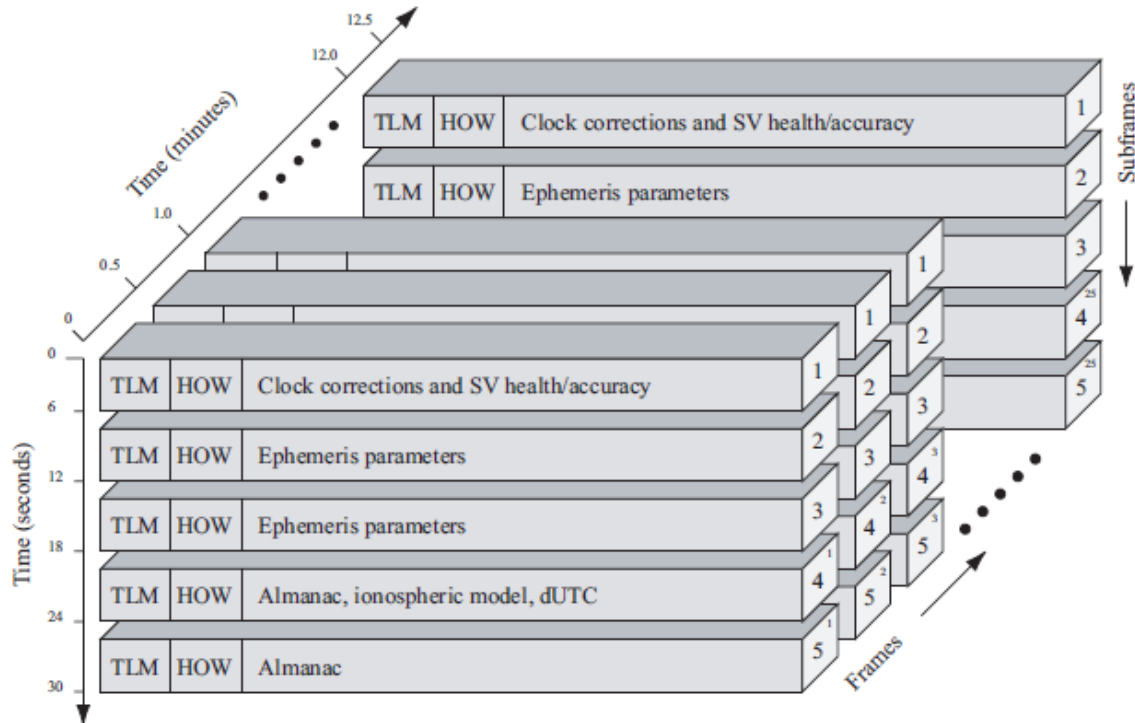 12.5
12.0
Time (minutes)
1.0
0.5
0
TLM HOW Clock corrections and SV health/accuracy 1
TLM HOW Ephemeris parameters 2
3
4 25
5 25
Subframes
1
2
3
4 3
5 3
1
2
3
4 2
5 2
0
TLM HOW Clock corrections and SV health/accuracy 1
6
TLM HOW Ephemeris parameters 2
12
TLM HOW Ephemeris parameters 3
18
TLM HOW Almanac, ionospheric model, dUTC 4 1
24
TLM HOW Almanac 5 1
30
Time (seconds)
Frames